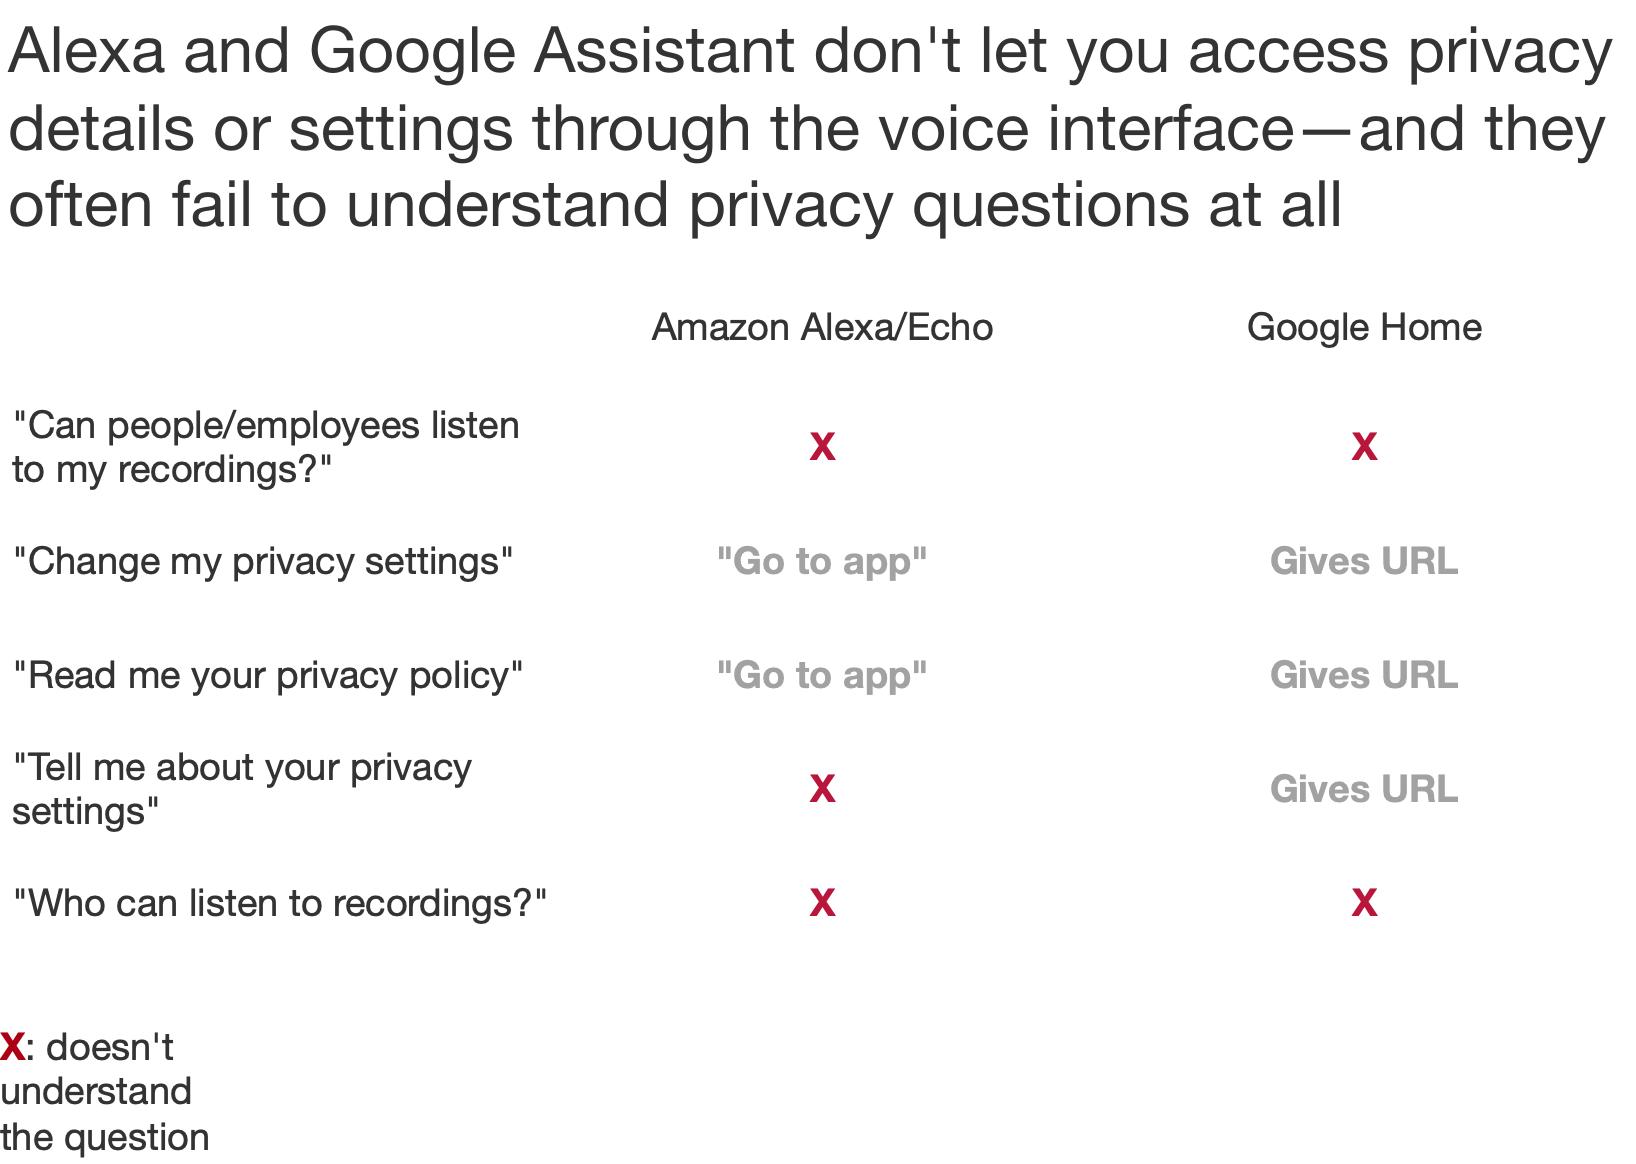 Alexa and Google Assistant don't let you access privacy
details or settings through the voice interface—and they
often fail to understand privacy questions at all
Amazon Alexa/Echo Google Home
"Can people/employees listen
to my recordings?" X X
"Change my privacy settings" "Go to app" Gives URL
"Read me your privacy policy" "Go to app" Gives URL
"Tell me about your privacy
settings" X Gives URL
"Who can listen to recordings?" X X
X: doesn't
understand
the question